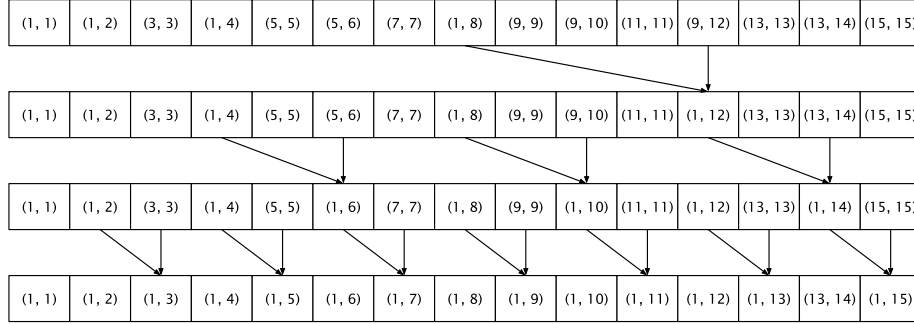 (1, 1) (1, 2) (3, 3) (1, 4) (5, 5) (5, 6) (7, 7) (1, 8) (9, 9) (9, 10) (11, 11) (9, 12) (13, 13) (13, 14) (15, 15)
(1, 1) (1, 2) (3, 3) (1, 4) (5, 5) (5, 6) (7, 7) (1, 8) (9, 9) (9, 10) (11, 11) (1, 12) (13, 13) (13, 14) (15, 15)
(1, 1) (1, 2) (3, 3) (1, 4) (5, 5) (1, 6) (7, 7) (1, 8) (9, 9) (1, 10) (11, 11) (1, 12) (13, 13) (1, 14) (15, 15)
(1, 1) (1, 2) (1, 3) (1, 4) (1, 5) (1, 6) (1, 7) (1, 8) (1, 9) (1, 10) (1, 11) (1, 12) (1, 13) (13, 14) (1, 15)